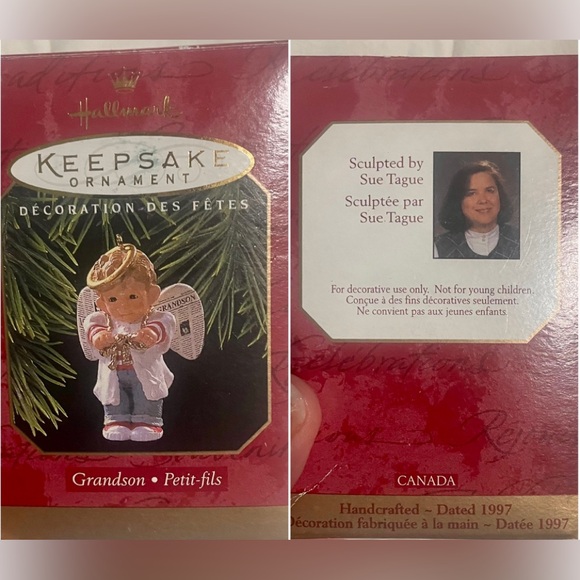 Hallmark
KEEPSAKE
ORNAMENT
DÉCORATION DES FÊTES
GRANDSON
Grandson • Petit-fils
Celebrations
Sculpted by
Sue Tague
Sculptée par
Sue Tague
For decorative use only. Not for young children.
Conçue à des fins décoratives seulement.
Ne convient pas aux jeunes enfants
Celebrations
CANADA
Handcrafted ~ Dated 1997
Décoration fabriquée à la main ~ Datée 1997